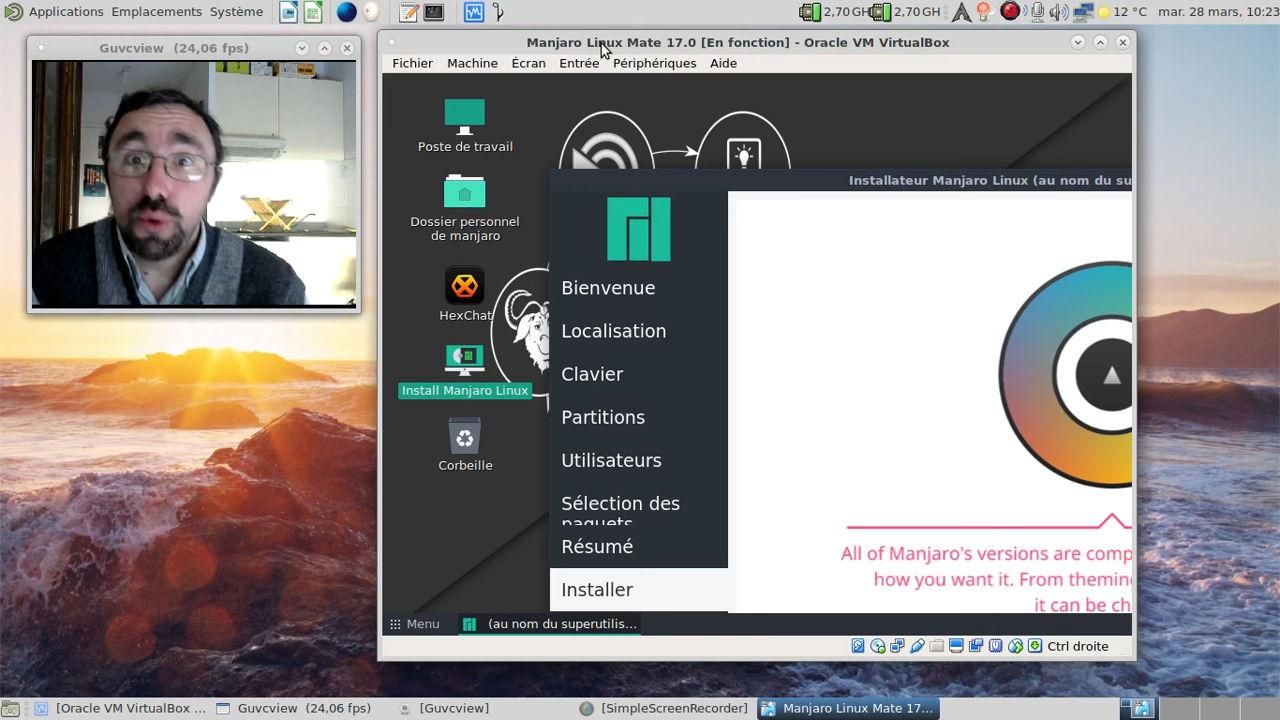 Applications Emplacements Système
2,70 GH 2,70 GH
12 °C mar. 28 mars, 10:23
Guvcview (24,06 fps)
Manjaro Linux Mate 17.0 [En fonction] - Oracle VM VirtualBox
Fichier Machine Écran Entrée Périphériques Aide
Poste de travail
Dossier personnel
de manjaro
HexChat
Install Manjaro Linux
Corbeille
Installateur Manjaro Linux (au nom du su
Bienvenue
Localisation
Clavier
Partitions
Utilisateurs
Sélection des
paquets
Résumé
Installer
All of Manjaro's versions are comp
how you want it. From themin
it can be ch
Menu
(au nom du superutilis...
Ctrl droite
[Oracle VM VirtualBox ...
Guvcview (24,06 fps)
[Guvcview]
[SimpleScreenRecorder]
Manjaro Linux Mate 17...